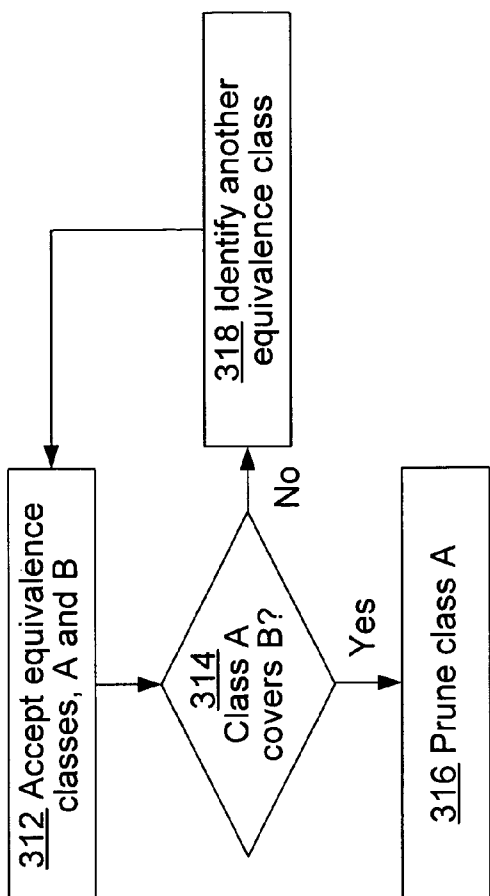 312 Accept equivalence
classes, A and B
314
Class A
covers B?
No
318 Identify another
equivalence class
Yes
316 Prune class A